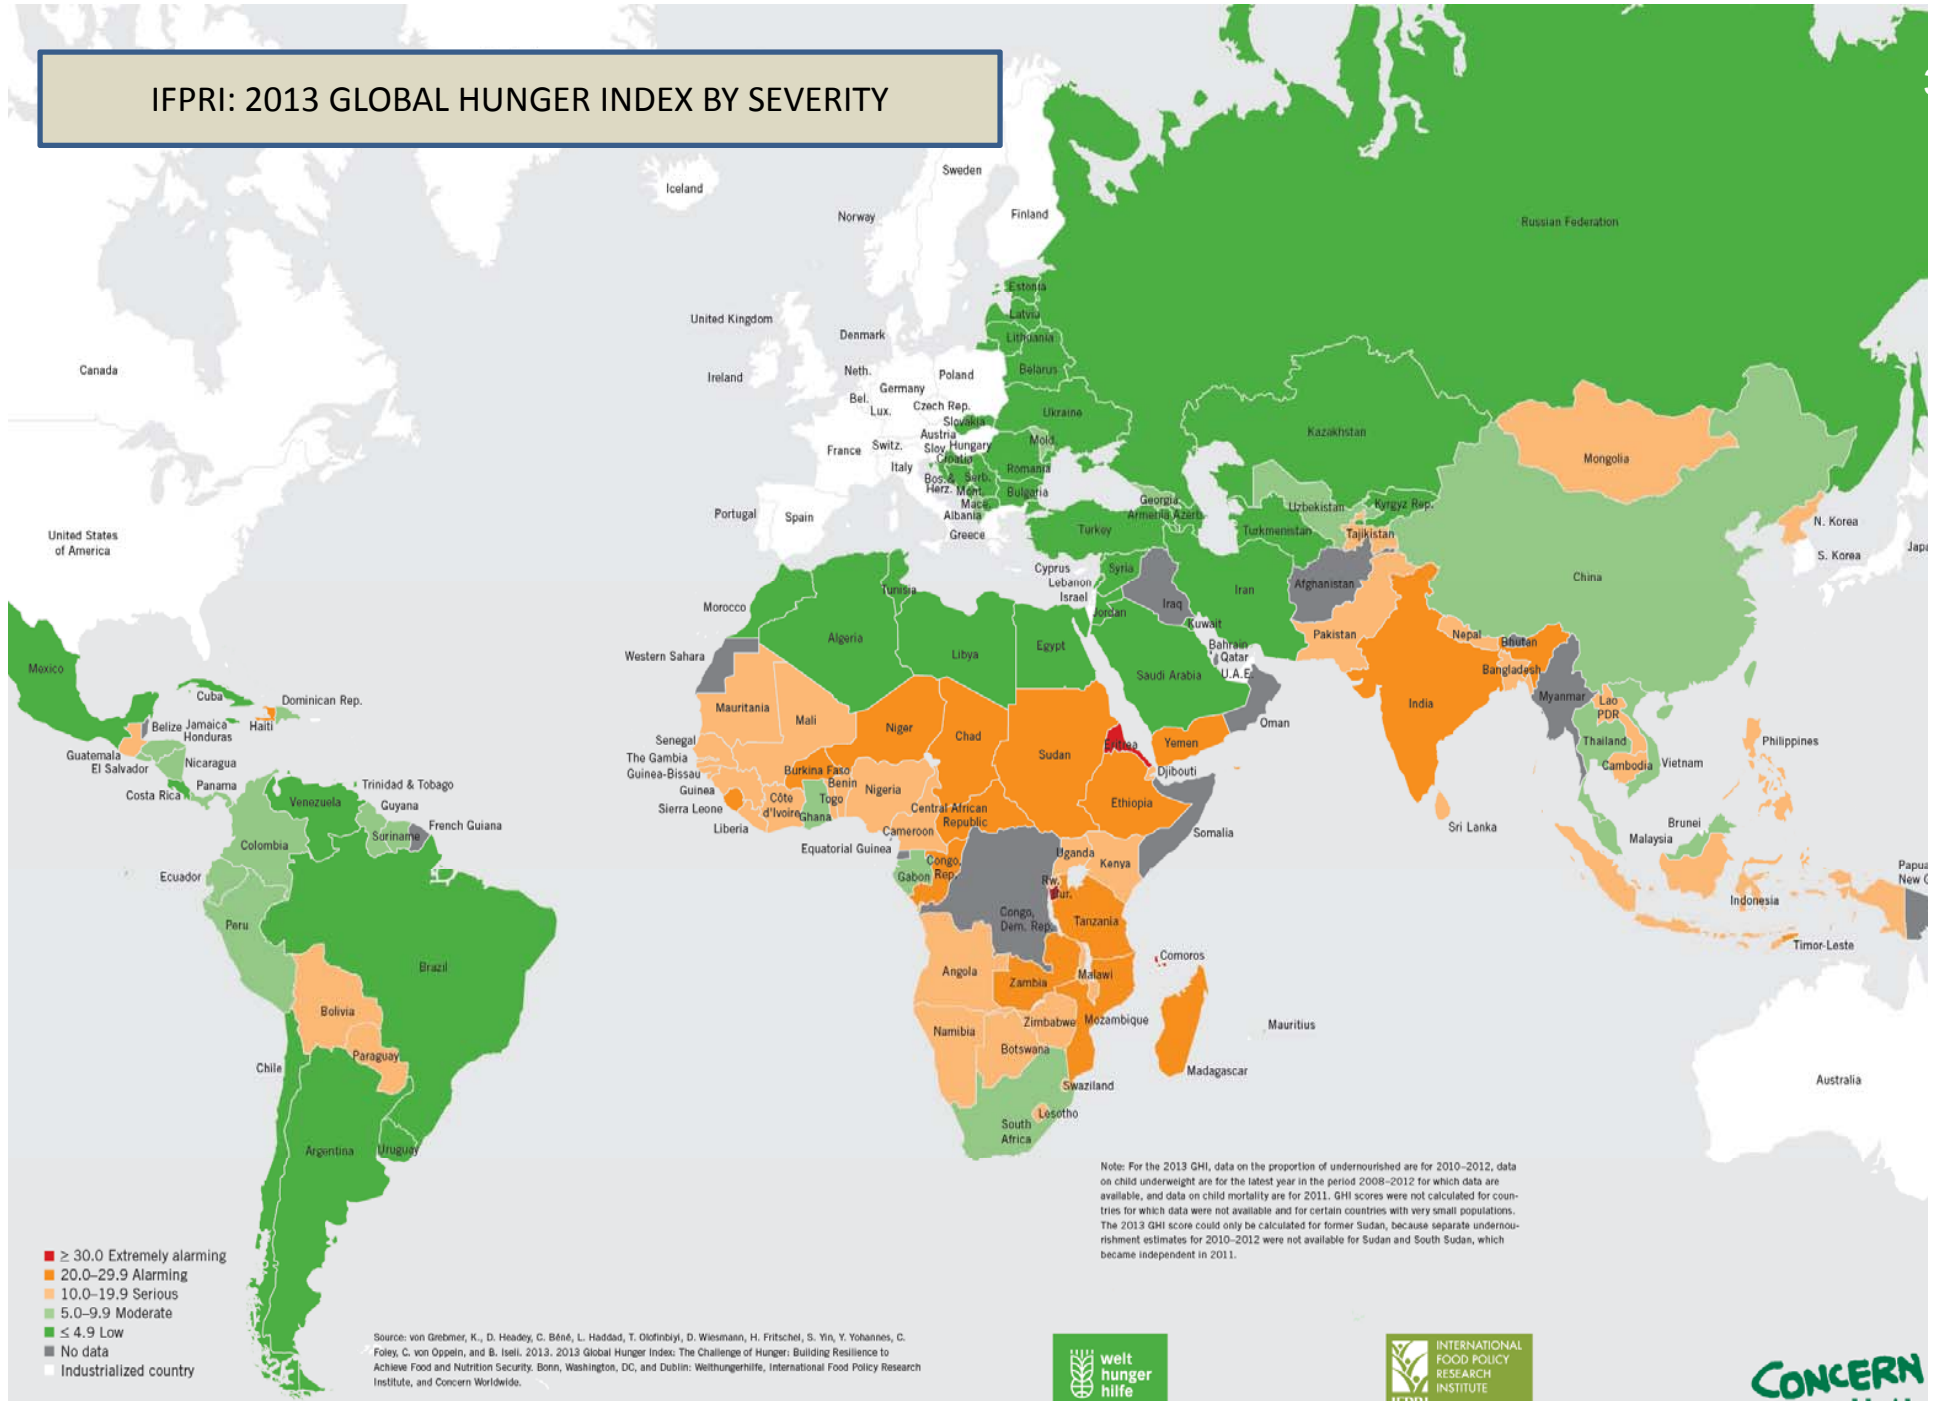 IFPRI: 2013 GLOBAL HUNGER INDEX BY SEVERITY
Sweden
Iceland
Finland
Norway
Russian Federation
Estonia
Latvia
United Kingdom
Denmark
Lithuania
Canada
Ireland
Neth.
Poland
Belarus
Germany
Bel.
Lux.
Czech Rep.
Ukraine
Slovakia
Austria
Kazakhstan
France
Switz.
Slov.
Hungary
Mold.
Croatia
Mongolia
Italy
Romania
Bos.&
Herz.
Serb.
Mont.
Bulgaria
Mace.
Georgia
Uzbekistan
Kyrgyz Rep.
Portugal
Spain
Albania
Armenia
Azerb.
N. Korea
United States
of America
Greece
Turkey
Turkmenistan
Tajikistan
S. Korea
Japa
Cyprus
Syria
Lebanon
Israel
China
Afghanistan
Tunisia
Iran
Morocco
Jordan
Iraq
Kuwait
Algeria
Libya
Egypt
Bahrain
Qatar
Pakistan
Nepal
Bhutan
Western Sahara
U.A.E.
Saudi Arabia
Bangladesh
Mexico
Cuba
Dominican Rep.
India
Myanmar
Lao
PDR
Belize
Jamaica
Honduras
Haiti
Mauritania
Mali
Niger
Chad
Oman
Guatemala
El Salvador
Nicaragua
Senegal
The Gambia
Guinea-Bissau
Sudan
Eritrea
Yemen
Thailand
Philippines
Panama
Costa Rica
Trinidad & Tobago
Burkina Faso
Benin
Djibouti
Cambodia
Vietnam
Venezuela
Guyana
Guinea
Sierra Leone
Côte
d'Ivoire
Togo
Ghana
Nigeria
Central African
Republic
Ethiopia
French Guiana
Suriname
Liberia
Cameroon
Somalia
Sri Lanka
Brunei
Malaysia
Colombia
Equatorial Guinea
Uganda
Kenya
Ecuador
Gabon
Congo,
Rep.
Rw.
Bur.
Papua
New G
Peru
Congo,
Dem. Rep.
Tanzania
Indonesia
Brazil
Timor-Leste
Comoros
Angola
Malawi
Zambia
Bolivia
Zimbabwe
Mozambique
Mauritius
Namibia
Botswana
Paraguay
Chile
Madagascar
Swaziland
Australia
Lesotho
South
Africa
Argentina
Uruguay
Note: For the 2013 GHI, data on the proportion of undernourished are for 2010–2012, data
on child underweight are for the latest year in the period 2008–2012 for which data are
available, and data on child mortality are for 2011. GHI scores were not calculated for coun-
tries for which data were not available and for certain countries with very small populations.
The 2013 GHI score could only be calculated for former Sudan, because separate undernou-
rishment estimates for 2010–2012 were not available for Sudan and South Sudan, which
became independent in 2011.
≥ 30.0 Extremely alarming
20.0–29.9 Alarming
10.0–19.9 Serious
5.0–9.9 Moderate
≤ 4.9 Low
No data
Industrialized country
Source: von Grebmer, K., D. Headey, C. Béné, L. Haddad, T. Olofinbiyi, D. Wiesmann, H. Fritschel, S. Yin, Y. Yohannes, C.
Foley, C. von Oppeln, and B. Iseli. 2013. 2013 Global Hunger Index: The Challenge of Hunger: Building Resilience to
Achieve Food and Nutrition Security. Bonn, Washington, DC, and Dublin: Welthungerhilfe, International Food Policy Research
Institute, and Concern Worldwide.
welt
hunger
hilfe
INTERNATIONAL
FOOD POLICY
RESEARCH
INSTITUTE
IFPRI
CONCERN